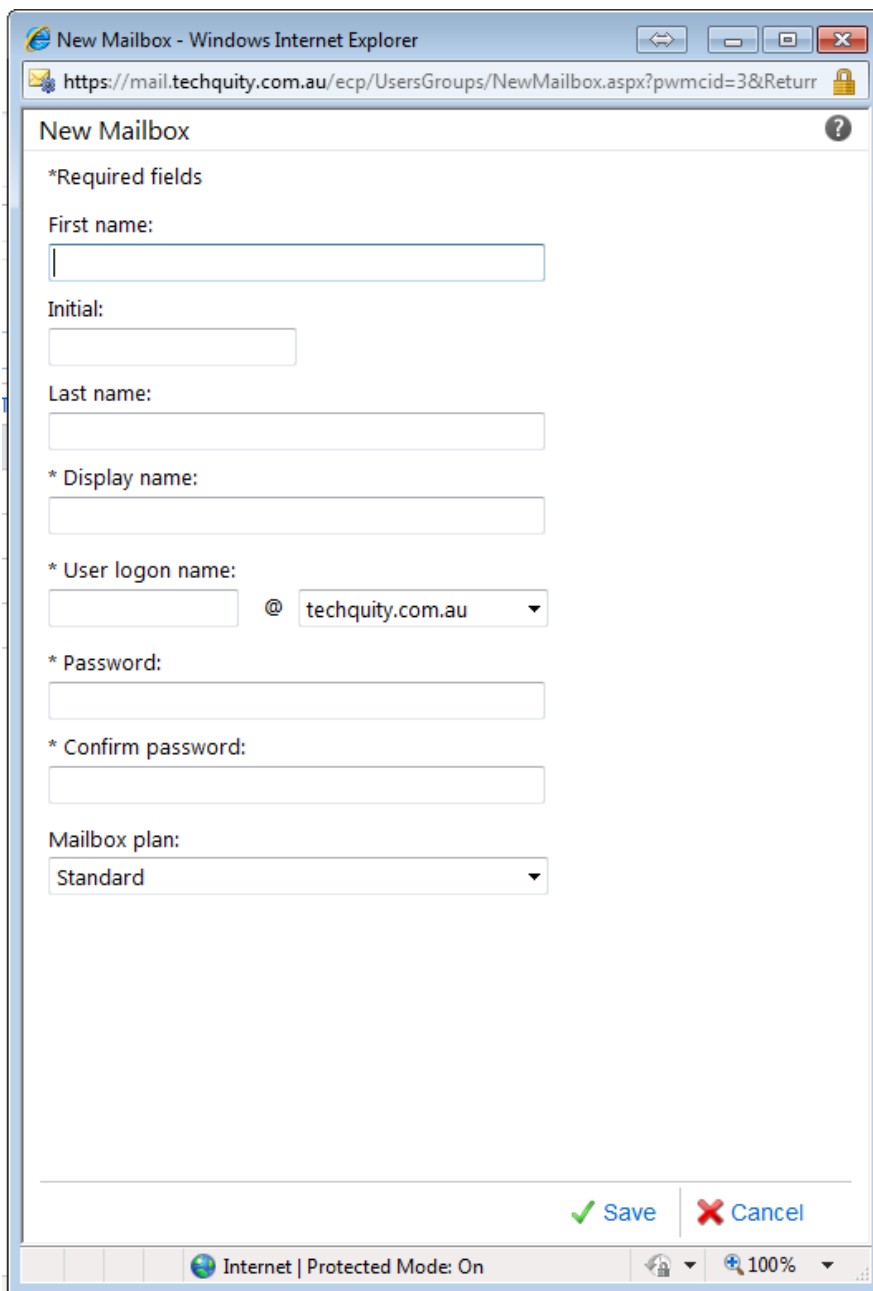 New Mailbox - Windows Internet Explorer
https://mail.techquity.com.au/ecp/UsersGroups/NewMailbox.aspx?pwmcid=3&Returr
New Mailbox
*Required fields
First name:
Initial:
Last name:
* Display name:
* User logon name:
@ techquity.com.au
* Password:
* Confirm password:
Mailbox plan:
Standard
Save Cancel
Internet | Protected Mode: On 100%